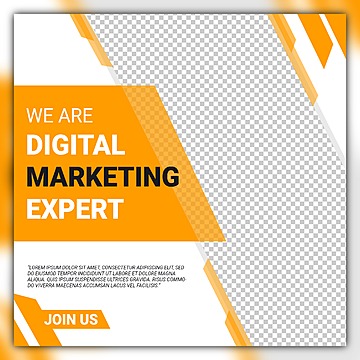 WE ARE
DIGITAL
MARKETING
EXPERT
"LOREM IPSUM DOLOR SIT AMET, CONSECTETUR ADIPISCING ELIT, SED
DO EIUSMOD TEMPOR INCIDIDUNT UT LABORE ET DOLORE MAGNA
ALIQUA. QUIS IPSUM SUSPENDISSE ULTRICES GRAVIDA. RISUS COMMODO
VIVERRA MAECENAS ACCUMSAN LACUS VEL FACILISIS."
JOIN US